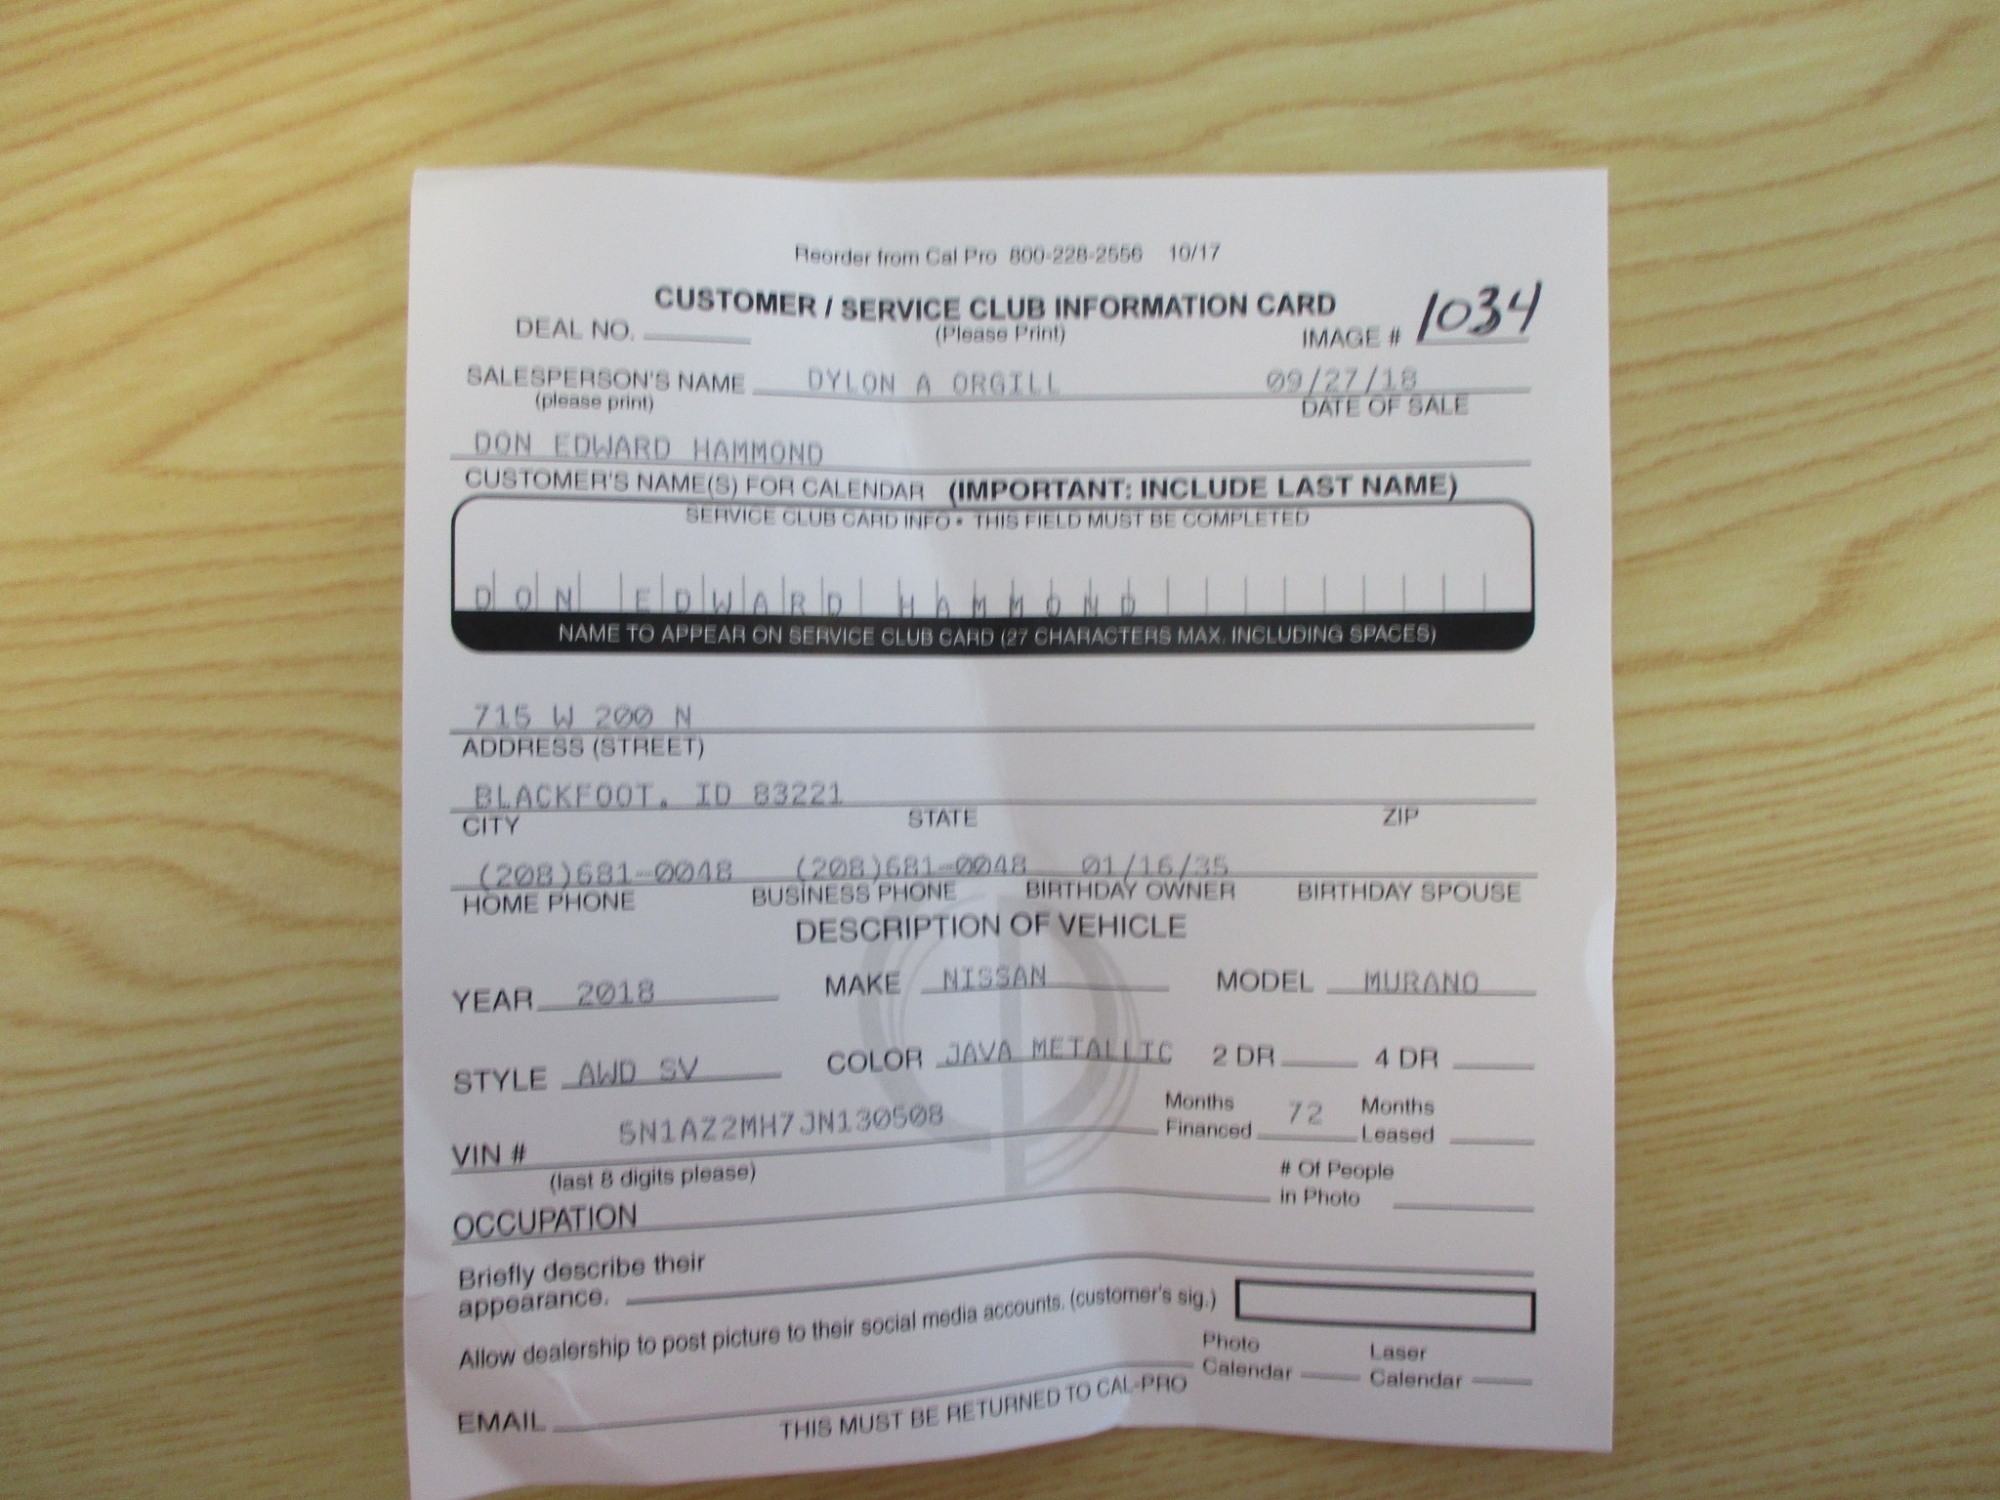 Reorder from Cal Pro 800-228-2556 10/17
CUSTOMER / SERVICE CLUB INFORMATION CARD
DEAL NO. (Please Print) IMAGE # 1034
SALESPERSON'S NAME DYLON A ORGILL 09/27/18
(please print) DATE OF SALE
DON EDWARD HAMMOND
CUSTOMER'S NAME(S) FOR CALENDAR (IMPORTANT: INCLUDE LAST NAME)
SERVICE CLUB CARD INFO • THIS FIELD MUST BE COMPLETED
DON EDWARD HAMMOND
NAME TO APPEAR ON SERVICE CLUB CARD (27 CHARACTERS MAX. INCLUDING SPACES)
715 W 200 N
ADDRESS (STREET)
BLACKFOOT, ID 83221
CITY STATE ZIP
(208)681-0048 (208)681-0048 01/16/35
HOME PHONE BUSINESS PHONE BIRTHDAY OWNER BIRTHDAY SPOUSE
DESCRIPTION OF VEHICLE
YEAR 2018 MAKE NISSAN MODEL MURANO
STYLE AWD SV COLOR JAVA METALLIC 2 DR 4 DR
VIN # 5N1AZ2MH7JN130508 Months Financed 72 Months Leased
(last 8 digits please) # Of People in Photo
OCCUPATION
Briefly describe their
appearance.
Allow dealership to post picture to their social media accounts. (customer's sig.)
Photo Calendar Laser Calendar
EMAIL THIS MUST BE RETURNED TO CAL-PRO